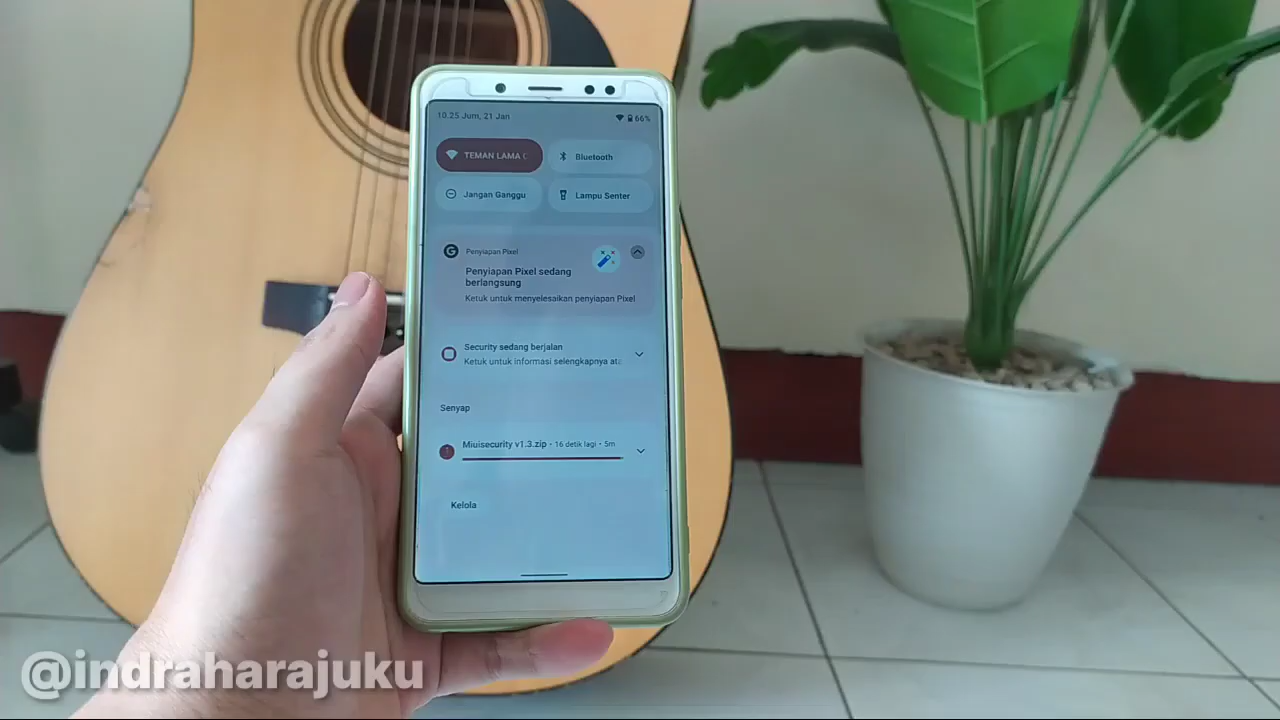 10.25 Jum, 21 Jan
66%
TEMAN LAMA
Bluetooth
Jangan Ganggu
Lampu Senter
G
Penyiapan Pixel
Penyiapan Pixel sedang
berlangsung
Ketuk untuk menyelesaikan penyiapan Pixel
Security sedang berjalan
Ketuk untuk informasi selengkapnya ata
Senyap
Miuisecurity v1.3.zip • 16 detik lagi • 5m
Kelola
@indraharajuku